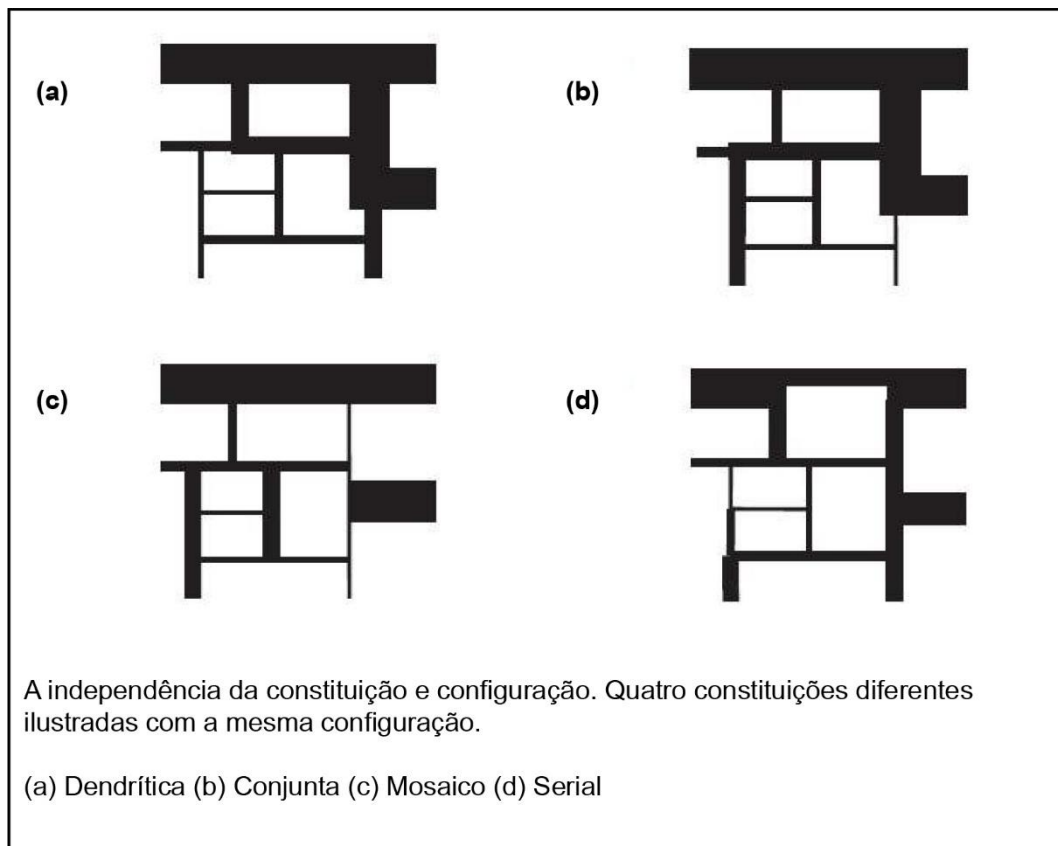 (a)
(b)
(c)
(d)
A independência da constituição e configuração. Quatro constituições diferentes
ilustradas com a mesma configuração.
(a) Dendrítica (b) Conjunta (c) Mosaico (d) Serial